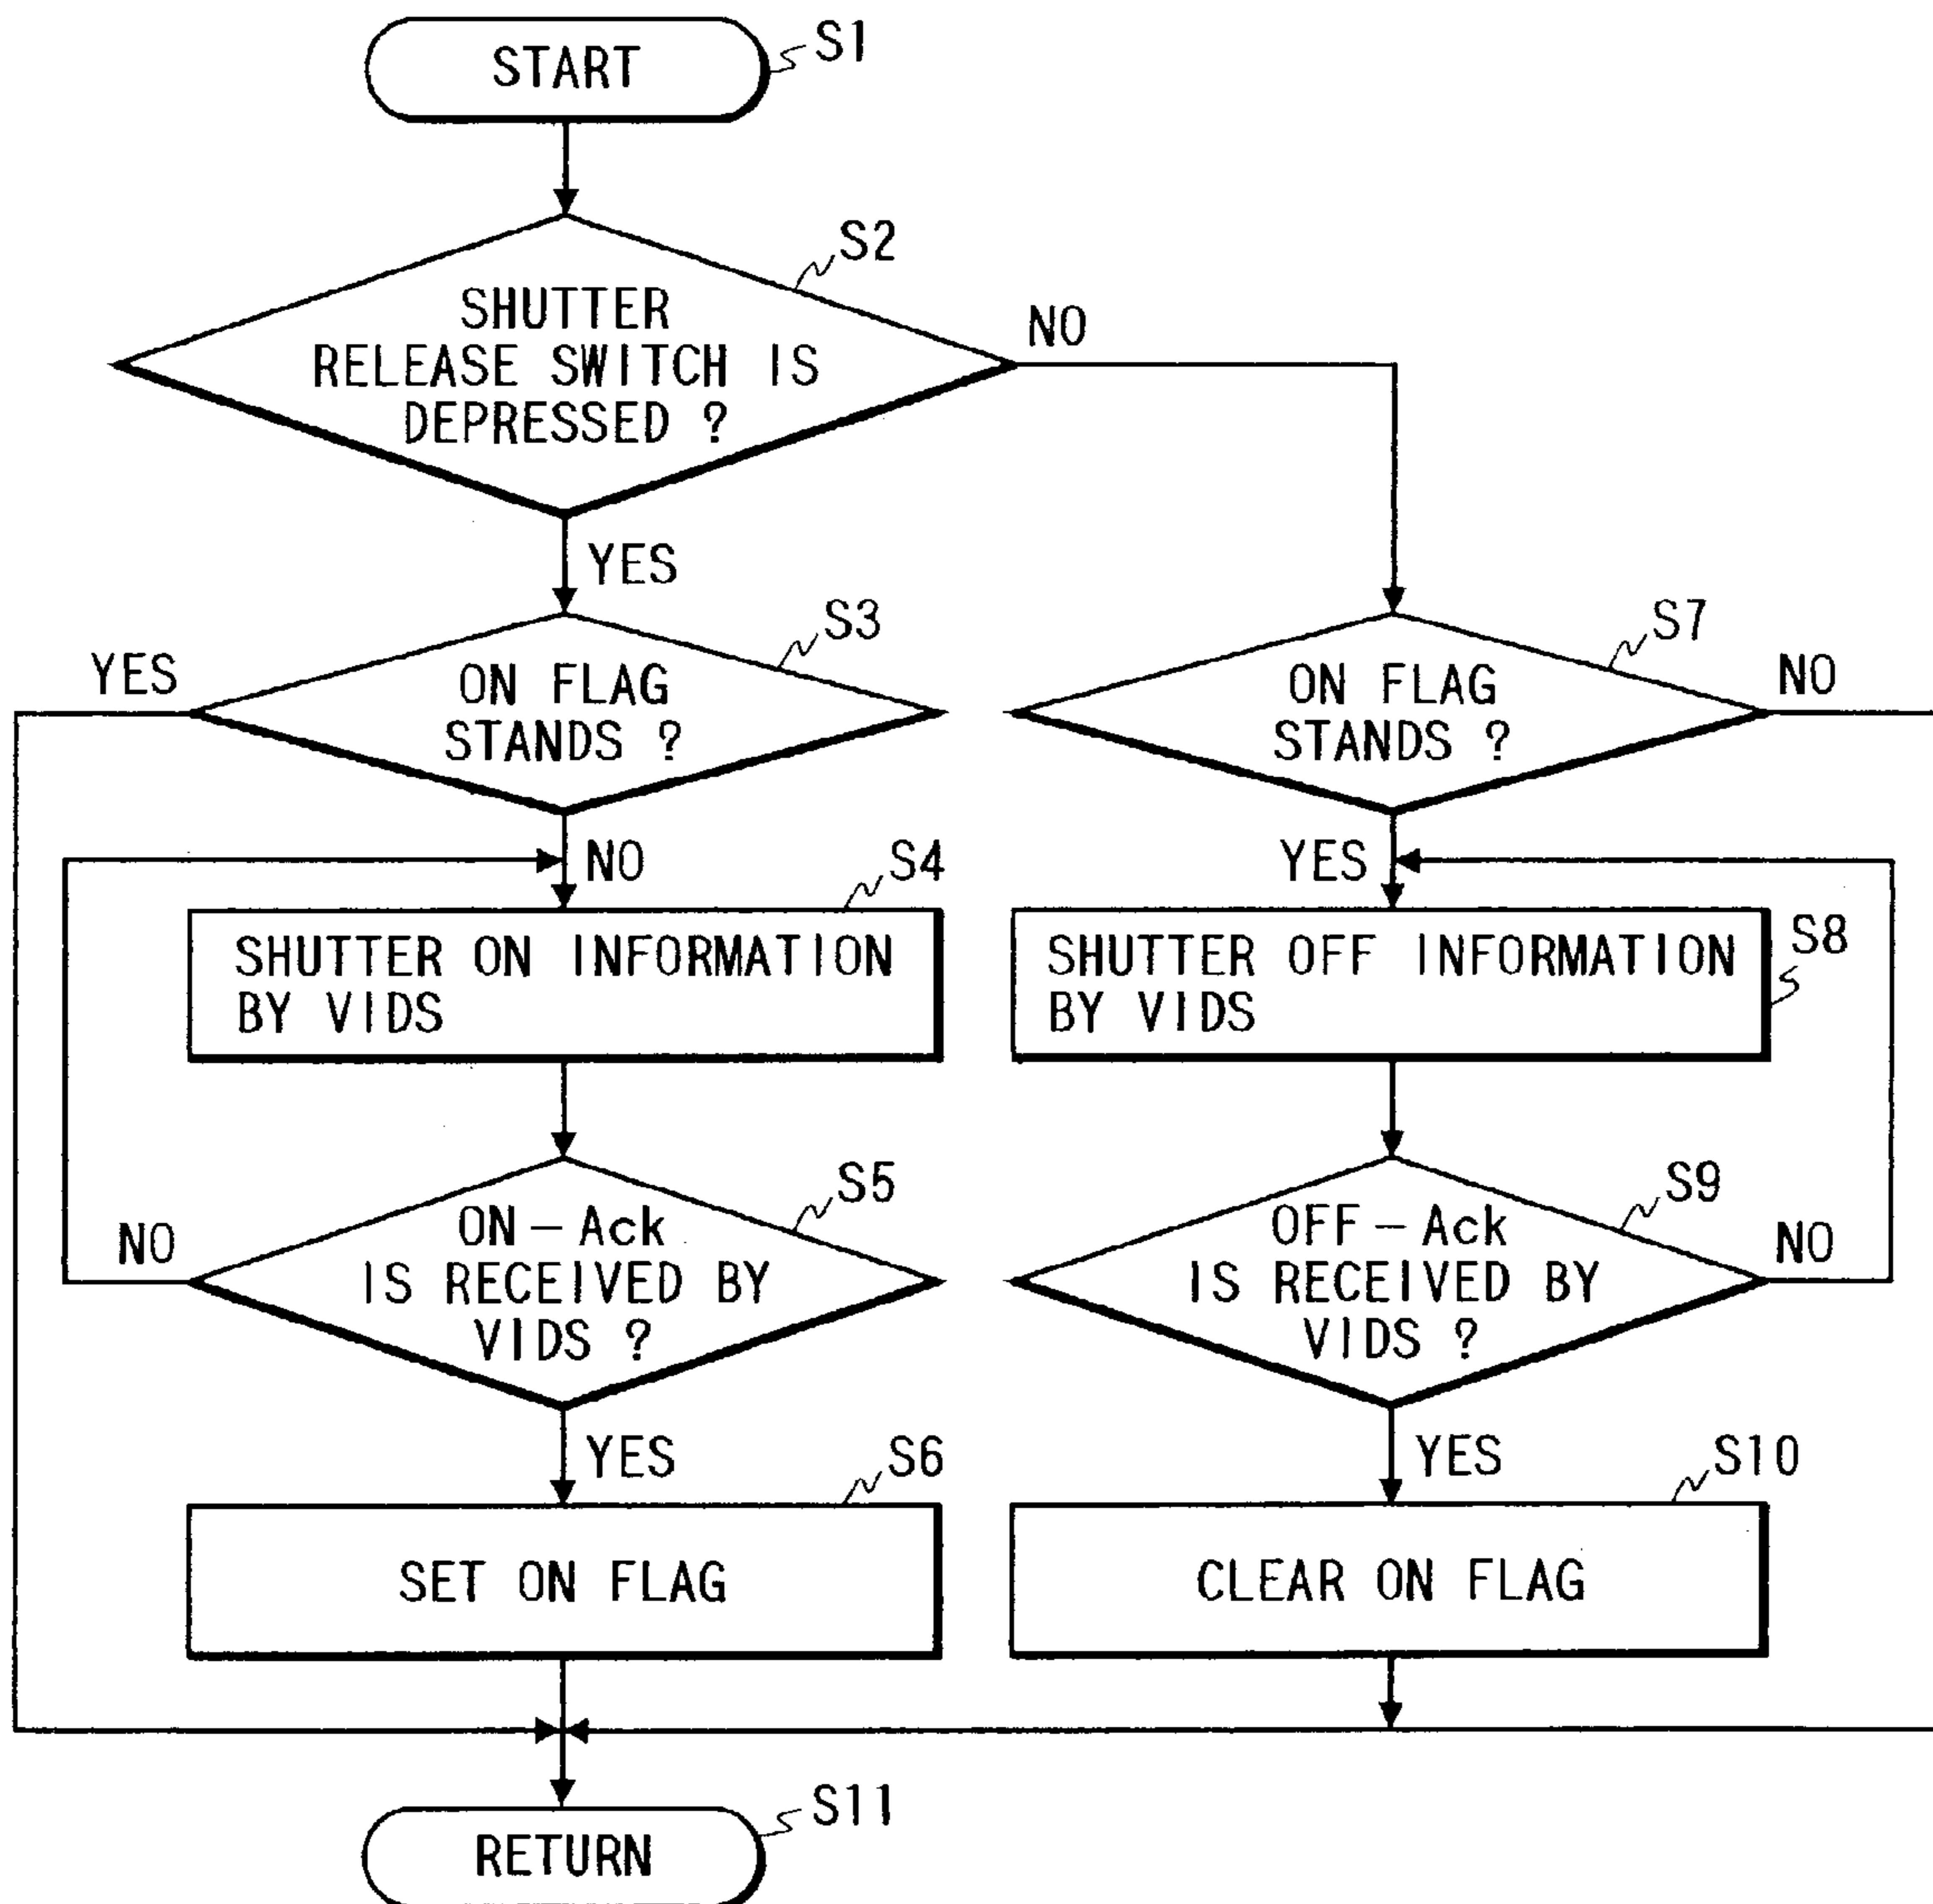 START
S1
S2
SHUTTER
RELEASE SWITCH IS
DEPRESSED ?
NO
YES
S3
YES
ON FLAG
STANDS ?
S7
NO
ON FLAG
STANDS ?
NO
S4
YES
SHUTTER ON INFORMATION
BY VIDS
S8
SHUTTER OFF INFORMATION
BY VIDS
S5
NO
ON-Ack
IS RECEIVED BY
VIDS ?
S9
NO
OFF-Ack
IS RECEIVED BY
VIDS ?
YES
S6
YES
S10
SET ON FLAG
CLEAR ON FLAG
S11
RETURN